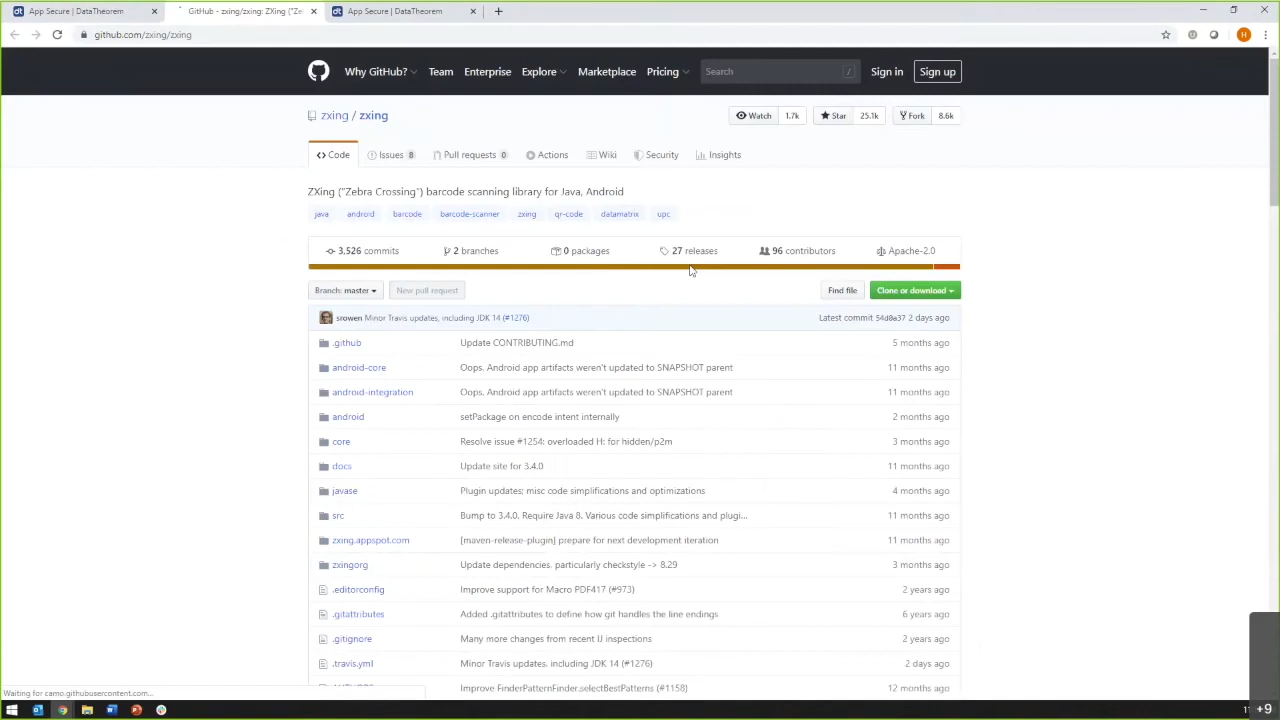 App Secure | DataTheorem
GitHub - zxing/zxing: ZXing ("Ze
App Secure | DataTheorem
github.com/zxing/zxing
H
Why GitHub? Team Enterprise Explore Marketplace Pricing Search / Sign in Sign up
zxing / zxing
Watch 1.7k Star 25.1k Fork 8.6k
Code Issues 8 Pull requests 0 Actions Wiki Security Insights
ZXing ("Zebra Crossing") barcode scanning library for Java, Android
java android barcode barcode-scanner zxing qr-code datamatrix upc
3,526 commits 2 branches 0 packages 27 releases 96 contributors Apache-2.0
Branch: master New pull request Find file Clone or download
srowen Minor Travis updates, including JDK 14 (#1276) Latest commit 54d0a37 2 days ago
.github Update CONTRIBUTING.md 5 months ago
android-core Oops. Android app artifacts weren't updated to SNAPSHOT parent 11 months ago
android-integration Oops. Android app artifacts weren't updated to SNAPSHOT parent 11 months ago
android setPackage on encode intent internally 2 months ago
core Resolve issue #1254: overloaded H: for hidden/p2m 3 months ago
docs Update site for 3.4.0 11 months ago
javase Plugin updates; misc code simplifications and optimizations 4 months ago
src Bump to 3.4.0. Require Java 8. Various code simplifications and plugi... 11 months ago
zxing.appspot.com [maven-release-plugin] prepare for next development iteration 11 months ago
zxingorg Update dependencies, particularly checkstyle -> 8.29 3 months ago
.editorconfig Improve support for Macro PDF417 (#973) 2 years ago
.gitattributes Added .gitattributes to define how git handles the line endings 6 years ago
.gitignore Many more changes from recent IJ inspections 2 years ago
.travis.yml Minor Travis updates, including JDK 14 (#1276) 2 days ago
Improve FinderPatternFinder.selectBestPatterns (#1158) 12 months ago
Waiting for camo.githubusercontent.com...
+9